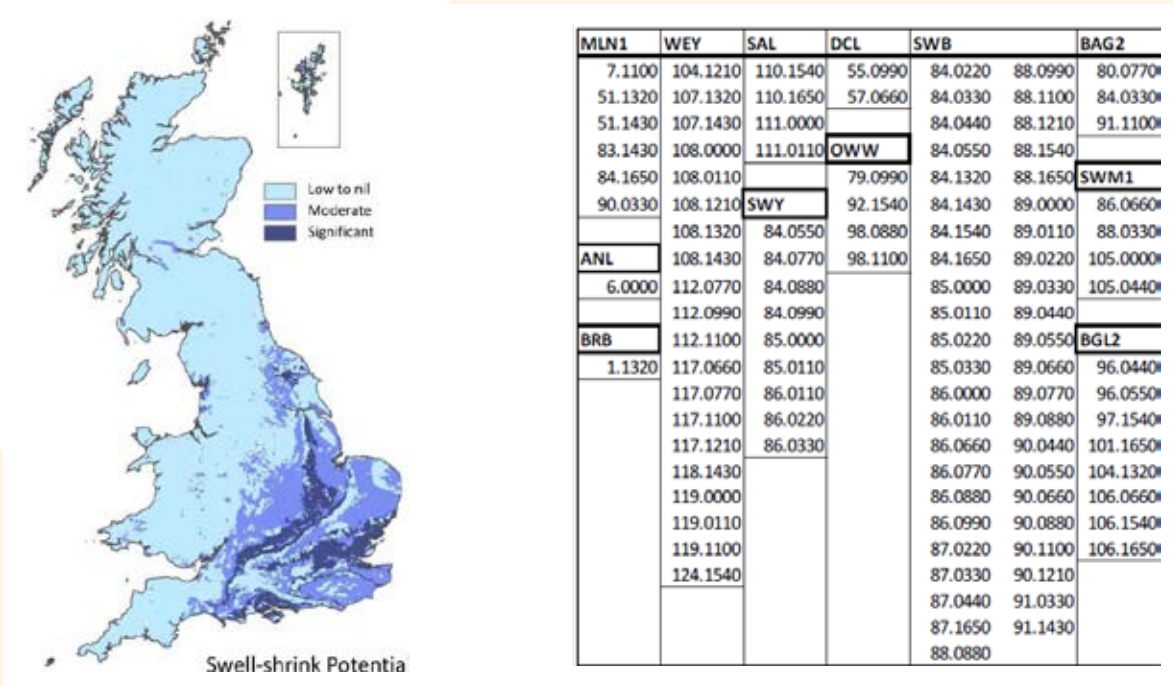 Low to nil
Moderate
Significant
Swell-shrink Potentia
MLN1 WEY SAL DCL SWB BAG2
7.1100 104.1210 110.1540 55.0990 84.0220 88.0990 80.0770
51.1320 107.1320 110.1650 57.0660 84.0330 88.1100 84.0330
51.1430 107.1430 111.0000 84.0440 88.1210 91.1100
83.1430 108.0000 111.0110 OWW 84.0550 88.1540
84.1650 108.0110 79.0990 84.1320 88.1650 SWM1
90.0330 108.1210 SWY 92.1540 84.1430 89.0000 86.0660
108.1320 84.0550 98.0880 84.1540 89.0110 88.0330
ANL 108.1430 84.0770 98.1100 84.1650 89.0220 105.0000
6.0000 112.0770 84.0880 85.0000 89.0330 105.0440
112.0990 84.0990 85.0110 89.0440
BRB 112.1100 85.0000 85.0220 89.0550 BGL2
1.1320 117.0660 85.0110 85.0330 89.0660 96.0440
117.0770 86.0110 86.0000 89.0770 96.0550
117.1100 86.0220 86.0110 89.0880 97.1540
117.1210 86.0330 86.0660 90.0440 101.1650
118.1430 86.0770 90.0550 104.1320
119.0000 86.0880 90.0660 106.0660
119.0110 86.0990 90.0880 106.1540
119.1100 87.0220 90.1100 106.1650
124.1540 87.0330 90.1210
87.0440 91.0330
87.1650 91.1430
88.0880